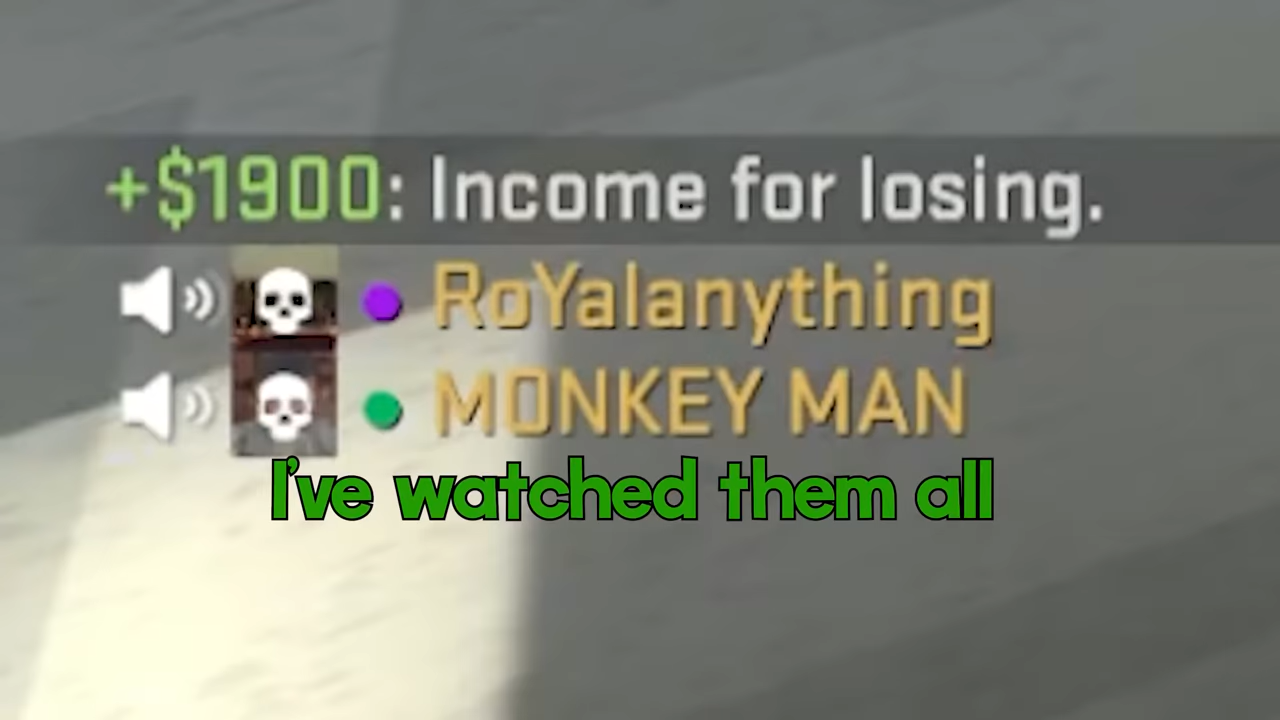 +$1900: Income for losing.
RoYalanything
MONKEY MAN
I've watched them all